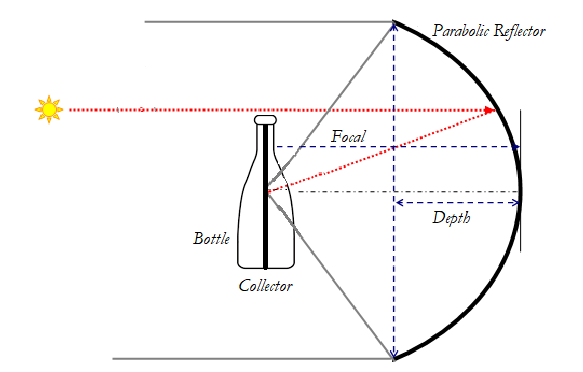 Parabolic Reflector
Focal
Depth
Bottle
Collector